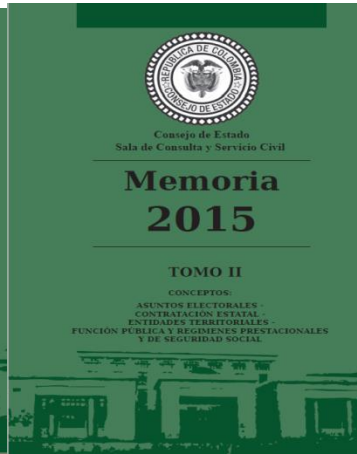 REPÚBLICA DE COLOMBIA
CONSEJO DE ESTADO
Consejo de Estado
Sala de Consulta y Servicio Civil
Memoria
2015
TOMO II
CONCEPTOS:
ASUNTOS ELECTORALES -
CONTRATACIÓN ESTATAL -
ENTIDADES TERRITORIALES -
FUNCIÓN PÚBLICA Y REGIMENES PRESTACIONALES
Y DE SEGURIDAD SOCIAL